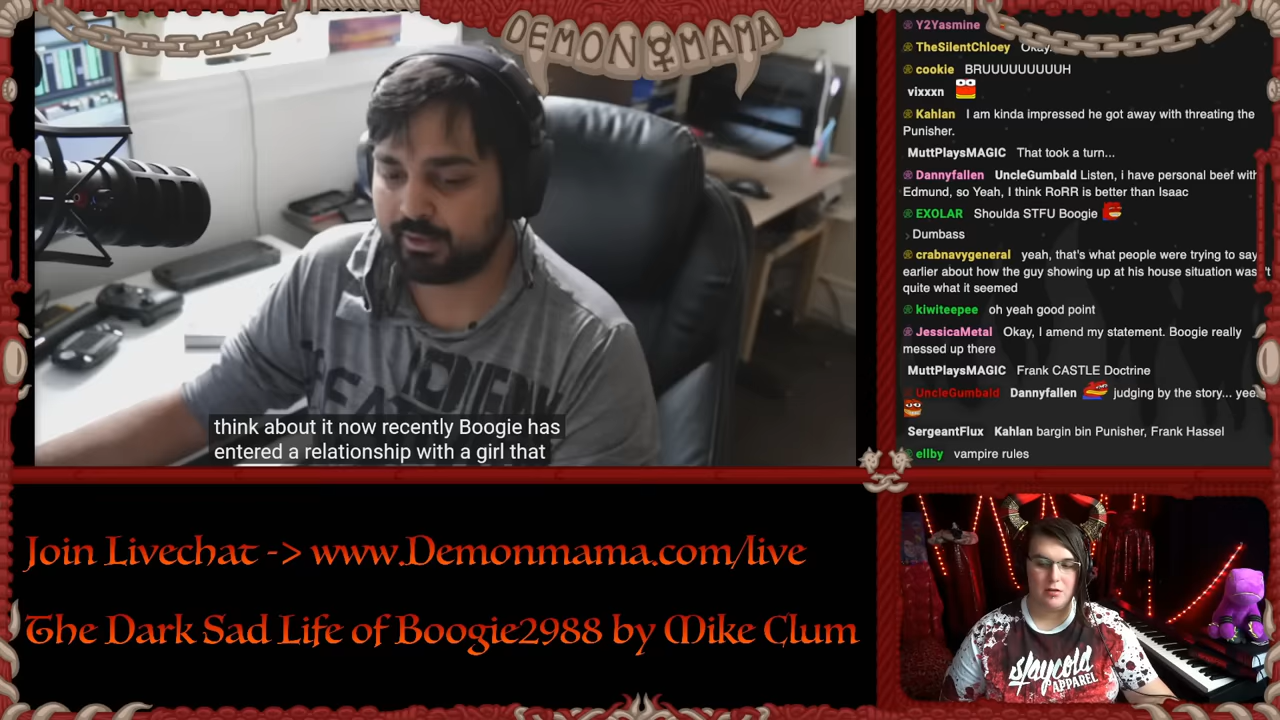 DEMON MAMA
think about it now recently Boogie has
entered a relationship with a girl that
Y2Yasmine
TheSilentChloey Okay.
cookie BRUUUUUUUUUH
vixxxn
Kahlan I am kinda impressed he got away with threating the
Punisher.
MuttPlaysMAGIC That took a turn...
Dannyfallen UncleGumbald Listen, i have personal beef with
Edmund, so Yeah, I think RoRR is better than Isaac
EXOLAR Shoulda STFU Boogie
Dumbass
crabnavygeneral yeah, that's what people were trying to say
earlier about how the guy showing up at his house situation wasn't
quite what it seemed
kiwiteepee oh yeah good point
JessicaMetal Okay, I amend my statement. Boogie really
messed up there
MuttPlaysMAGIC Frank CASTLE Doctrine
UncleGumbald Dannyfallen judging by the story... yee
SergeantFlux Kahlan bargin bin Punisher, Frank Hassel
ellby vampire rules
Join Livechat -> www.Demonmama.com/live
The Dark Sad Life of Boogie2988 by Mike Clum
staycold
APPAREL